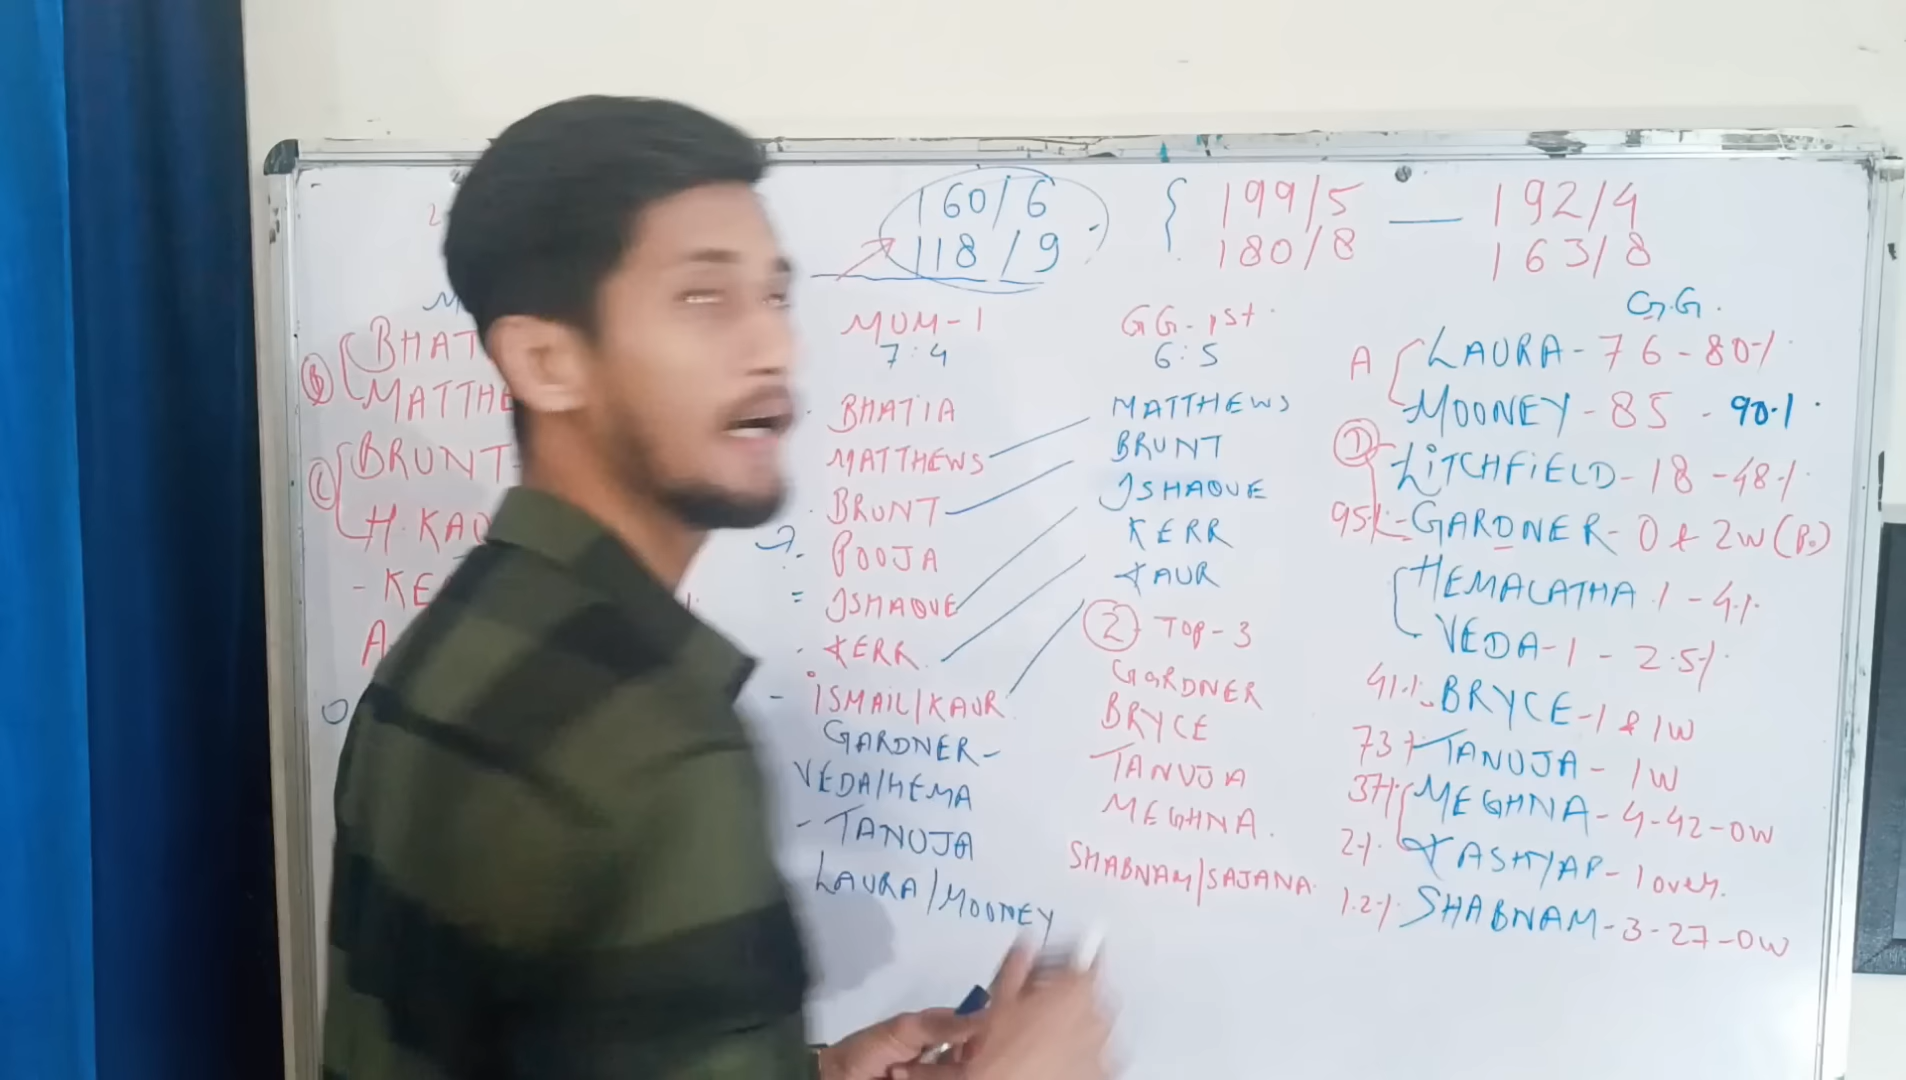 160/6
118/9
199/5 — 192/4
180/8
163/8
B
BHAT
MATTHE
C
BRUNT
H. KAU
- KE
A
MUM-1
7:4
BHATIA
MATTHEWS
BRUNT
?
POOJA
= ISHAQUE
KERR
- ISMAIL/KAUR
GARDNER -
VEDA/HEMA
- TANUJA
LAURA/MOONEY
GG-1st
6:5
MATTHEWS
BRUNT
ISHAQUE
KERR
KAUR
2 TOP-3
GARDNER
BRYCE
TANUJA
MEGHNA.
SHABNAM/SAJANA.
G.G.
A LAURA - 76 - 80%
MOONEY - 85 - 90%
D LITCHFIELD - 18 - 48%
95% - GARDNER - 0 & 2W (P.)
HEMALATHA 1 - 4%
VEDA - 1 - 2.5%
41% BRYCE - 1 & 1W
73% TANUJA - 1W
37% MEGHNA - 4-42-0W
2% KASHYAP - 1 over.
1.2% SHABNAM - 3-27-0W